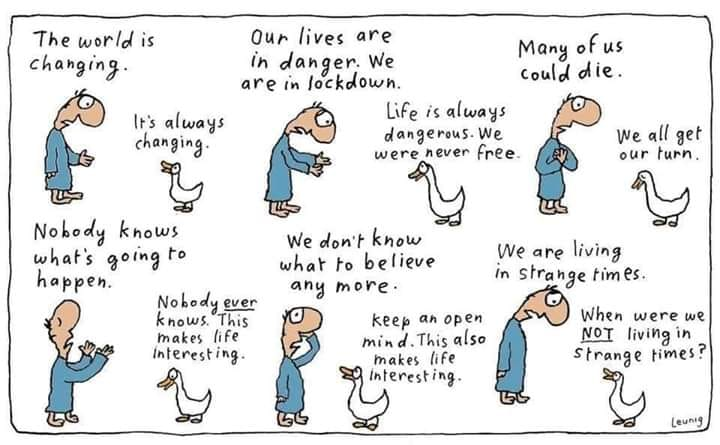 The world is
changing.
It's always
changing.
Our lives are
in danger. We
are in lockdown.
Life is always
dangerous. We
were never free.
Many of us
could die.
We all get
our turn.
Nobody knows
what's going to
happen.
Nobody ever
knows. This
makes life
interesting.
We don't know
what to believe
any more.
Keep an open
mind. This also
makes life
interesting.
We are living
in strange times.
When were we
NOT living in
strange times?
Leunig